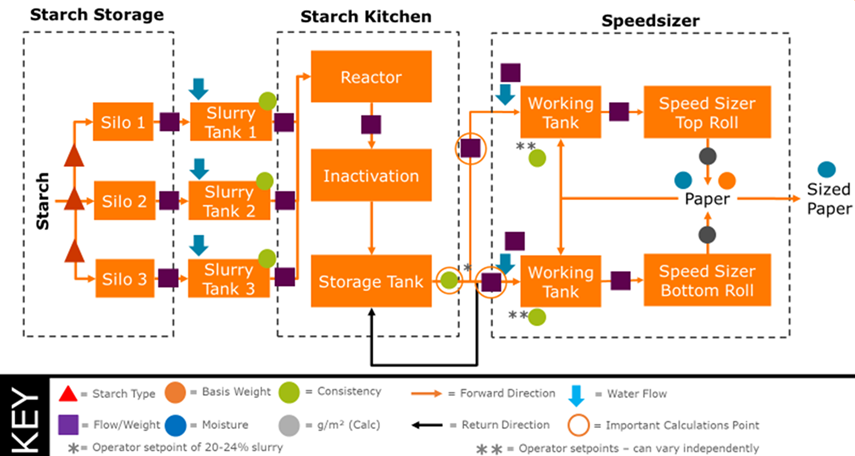 Starch Storage
Starch Kitchen
Speedsizer
Starch
Silo 1
Silo 2
Silo 3
Slurry
Tank 1
Slurry
Tank 2
Slurry
Tank 3
Reactor
Inactivation
Storage Tank
*
Working
Tank
**
Speed Sizer
Top Roll
Paper
Sized
Paper
Working
Tank
**
Speed Sizer
Bottom Roll
KEY
= Starch Type
= Basis Weight
= Consistency
= Forward Direction
= Water Flow
= Flow/Weight
= Moisture
= g/m² (Calc)
= Return Direction
= Important Calculations Point
*= Operator setpoint of 20-24% slurry
** = Operator setpoints – can vary independently